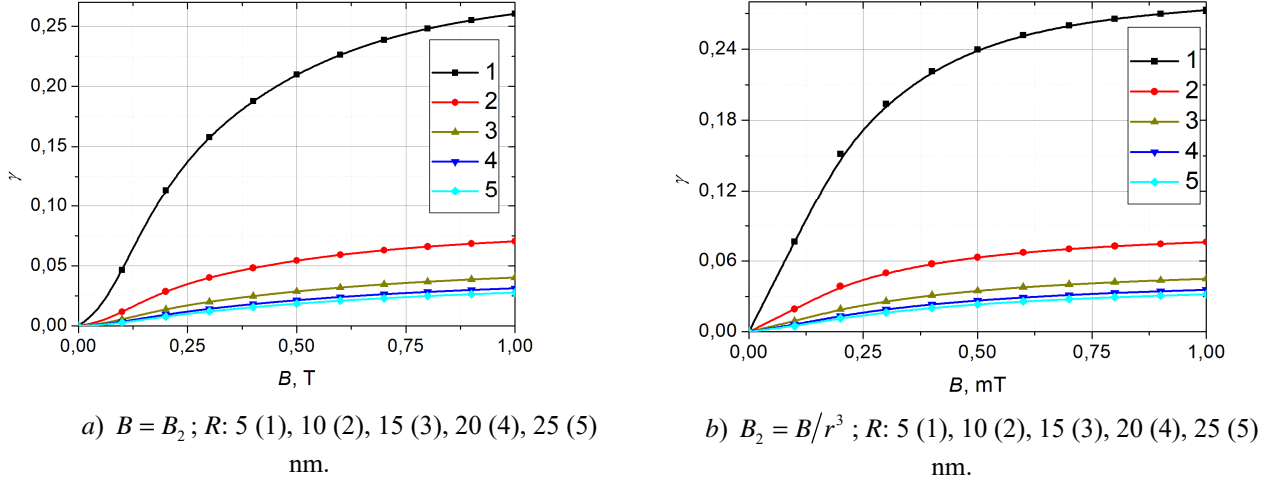 0,25
0,20
0,15
0,10
0,05
0,00
γ
1
2
3
4
5
0,00 0,25 0,50 0,75 1,00
B, T
a) B = B₂ ; R: 5 (1), 10 (2), 15 (3), 20 (4), 25 (5)
nm.
0,24
0,18
0,12
0,06
0,00
γ
1
2
3
4
5
0,00 0,25 0,50 0,75 1,00
B, mT
b) B₂ = B/r³ ; R: 5 (1), 10 (2), 15 (3), 20 (4), 25 (5)
nm.